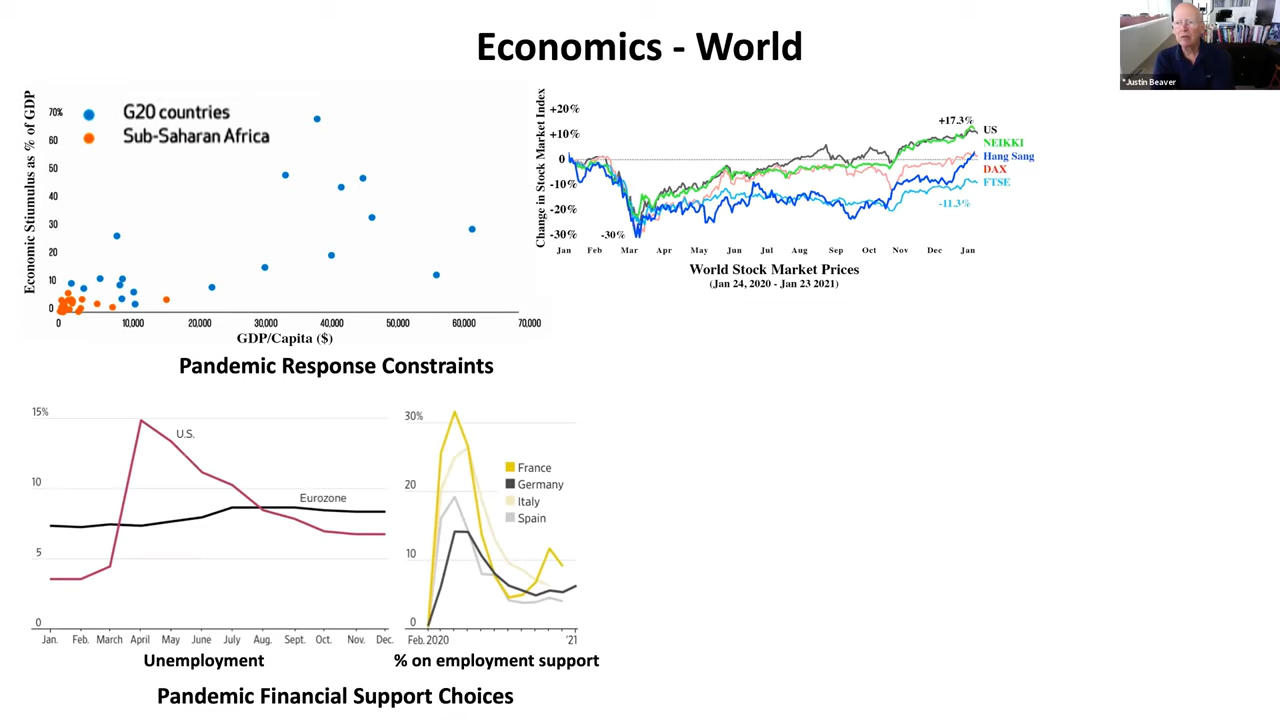 Economics - World
*Justin Beaver
Economic Stiumulus as % of GDP
70%
60
50
40
30
20
10
0
G20 countries
Sub-Saharan Africa
0
10,000
20,000
30,000
40,000
50,000
60,000
70,000
GDP/Capita ($)
Pandemic Response Constraints
Change in Stock Market Index
+20%
+10%
0
-10%
-20%
-30%
-30%
+17.3%
US
NEIKKI
Hang Sang
DAX
FTSE
-11.3%
Jan Feb Mar Apr May Jun Jul Aug Sep Oct Nov Dec Jan
World Stock Market Prices
(Jan 24, 2020 - Jan 23 2021)
15%
10
5
0
U.S.
Eurozone
Jan. Feb. March April May June July Aug. Sept. Oct. Nov. Dec.
Unemployment
30%
20
10
0
France
Germany
Italy
Spain
Feb. 2020 '21
% on employment support
Pandemic Financial Support Choices